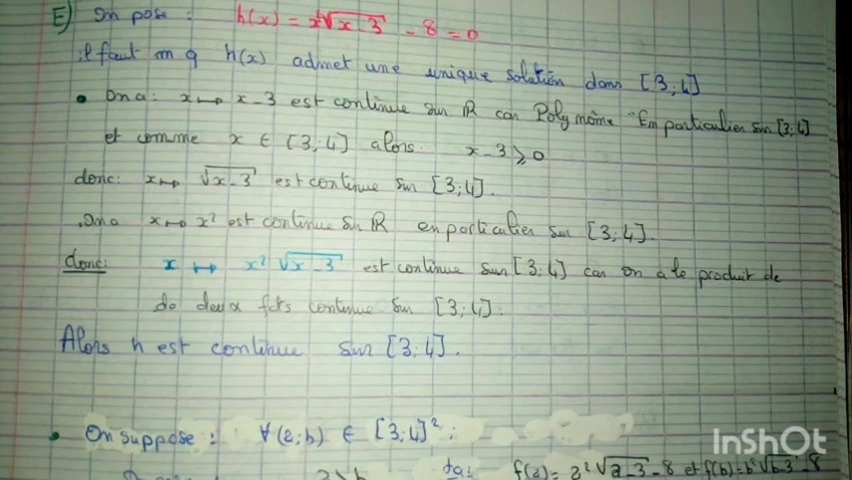 E) On pose : h(x) = x²√x-3 - 8 = 0
il faut m q h(x) admet une unique solution dans [3;4]
• On a : x ↦ x-3 est continue sur ℝ car Polynôme "En particulier sur [3;4]
et comme x ∈ [3;4] alors x-3 ≥ 0
donc : x ↦ √x-3 est continue sur [3;4].
. On a x ↦ x² est continue sur ℝ en particulier sur [3;4].
donc : x ↦ x² √x-3 est continue sur [3;4] car on a le produit de
de deux fcts continue sur [3;4].
Alors h est continue sur [3;4].
• On suppose : ∀(a;b) ∈ [3;4]² ;
InShOt
a>b f(a) = a²√a-3 - 8 et f(b)=b²√b-3 - 8